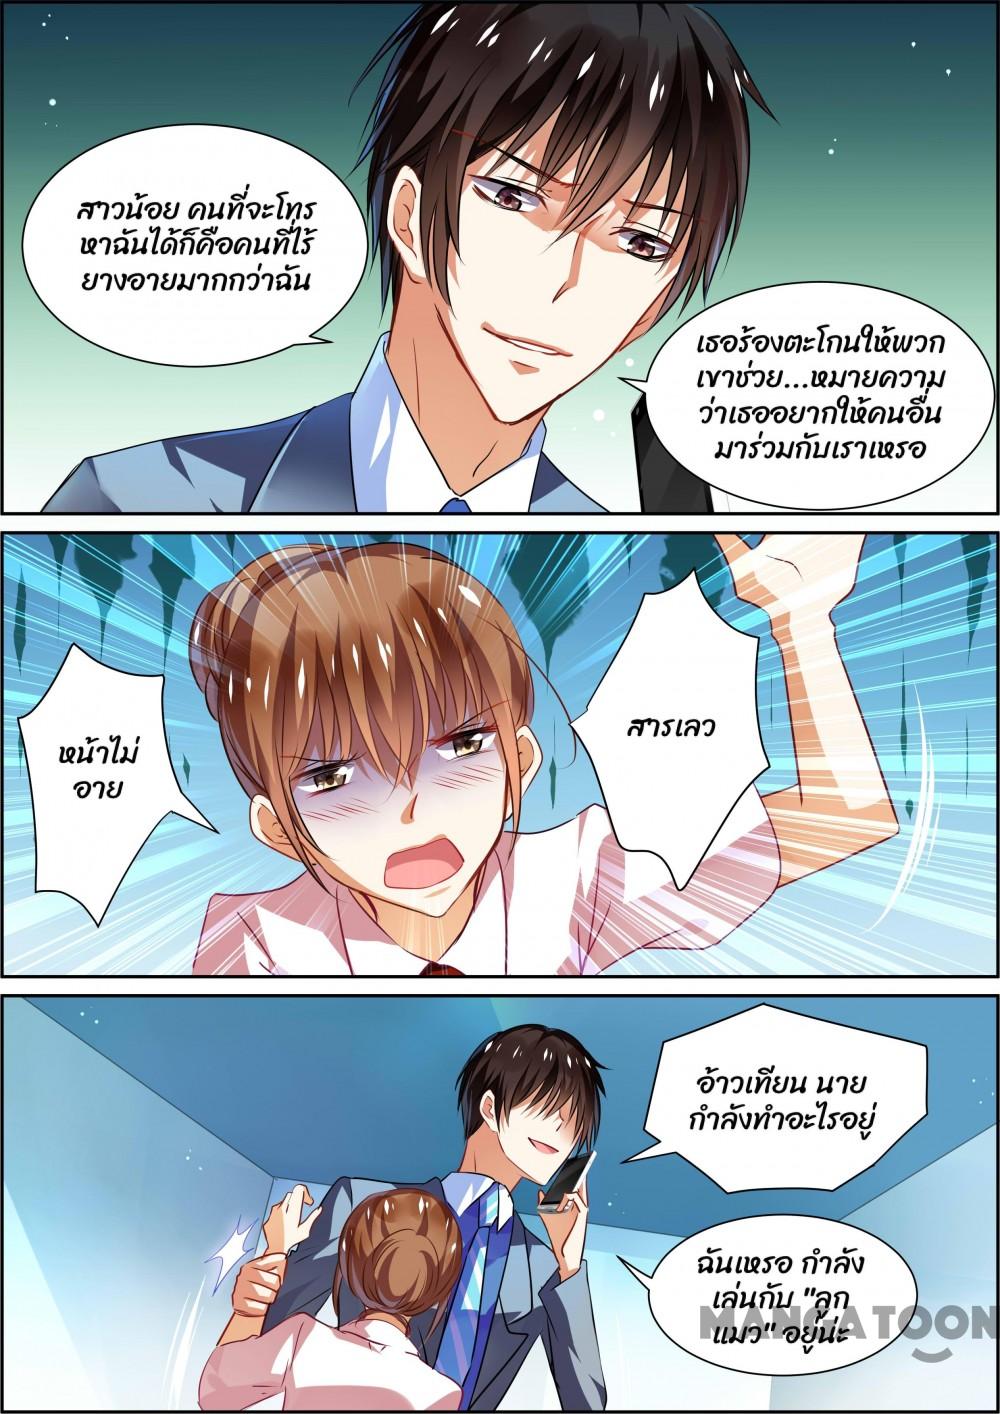 สาวน้อย คนที่จะโทร
หาฉันได้ก็คือคนที่ไร้
ยางอายมากกว่าฉัน
เธอร้องตะโกนให้พวก
เขาช่วย...หมายความ
ว่าเธออยากให้คนอื่น
มาร่วมกับเราเหรอ
สารเลว
หน้าไม่
อาย
อ้าวเทียน นาย
กำลังทำอะไรอยู่
ฉันเหรอ กำลัง
เล่นกับ "ลูก
แมว" อยู่น่ะ
MANGATOON